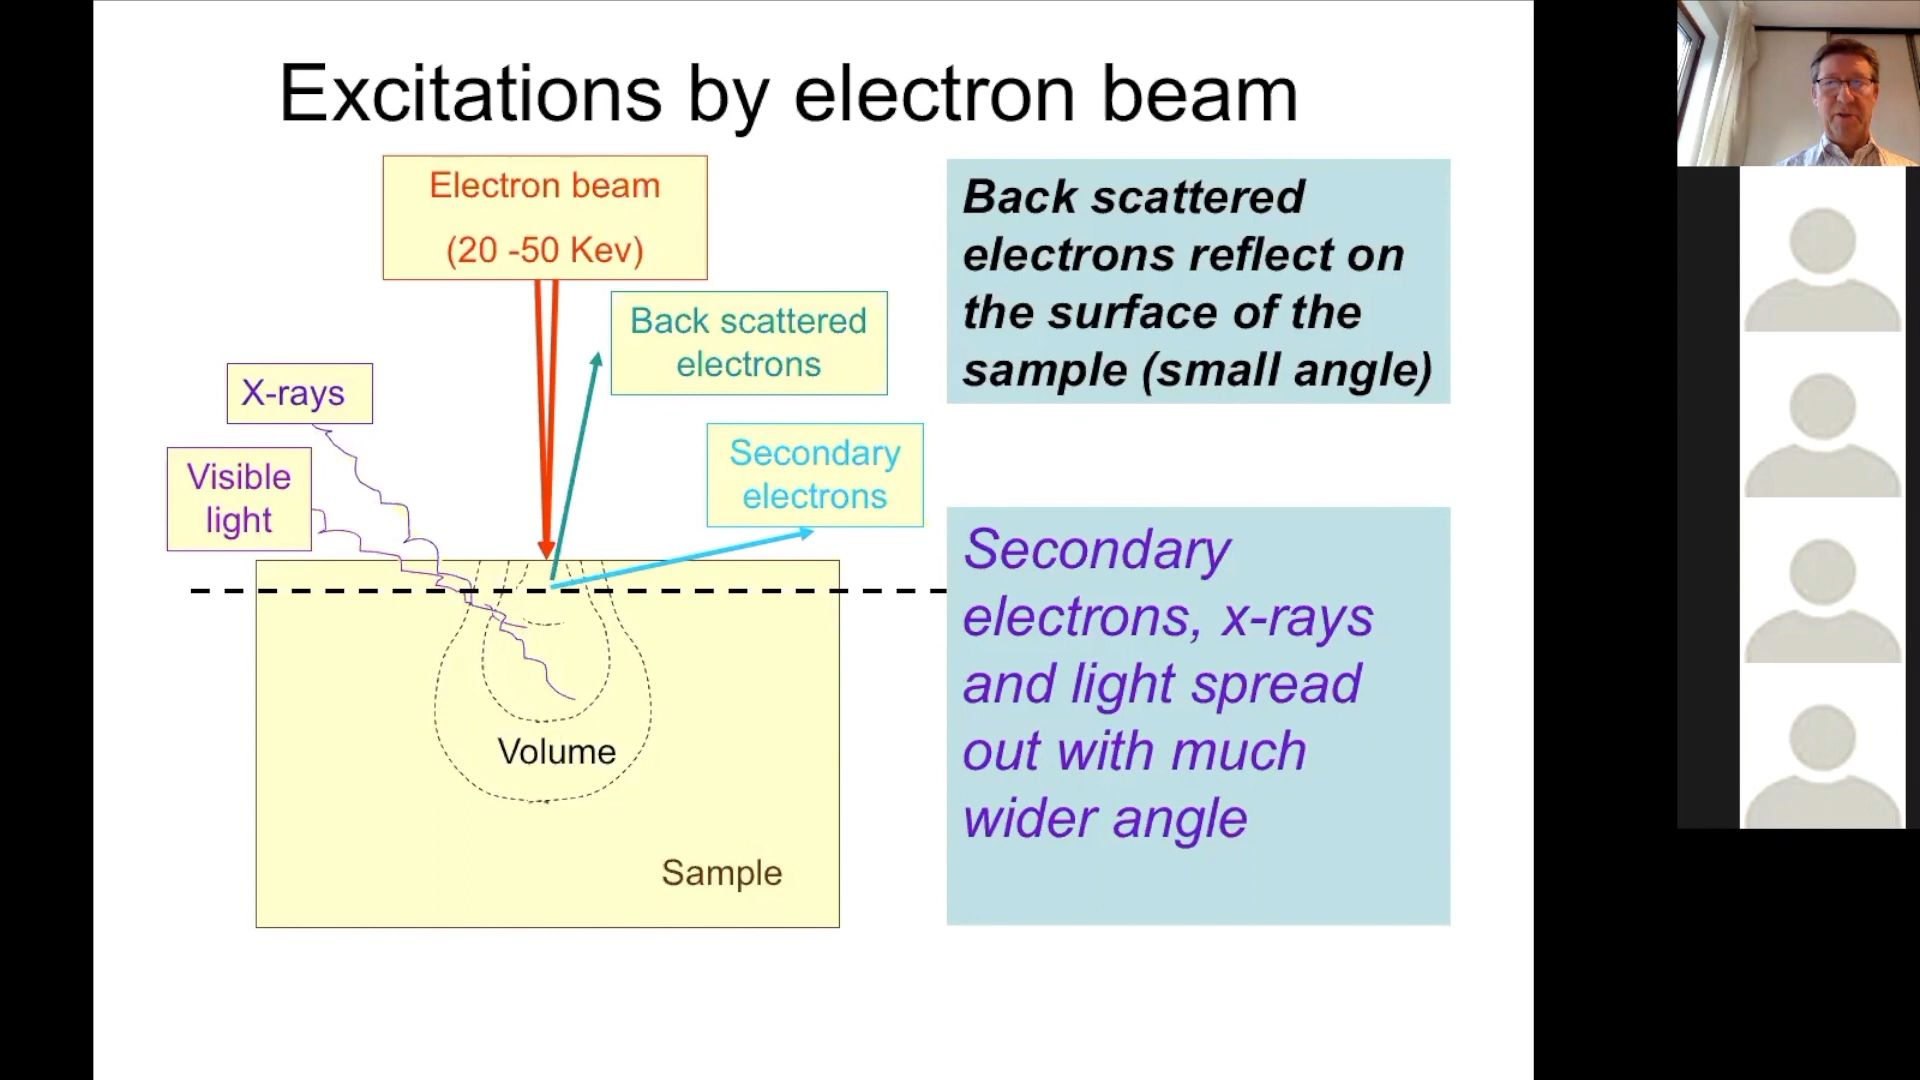 Excitations by electron beam
Electron beam
(20 -50 Kev)
Back scattered
electrons
X-rays
Visible
light
Secondary
electrons
Volume
Sample
Back scattered
electrons reflect on
the surface of the
sample (small angle)
Secondary
electrons, x-rays
and light spread
out with much
wider angle